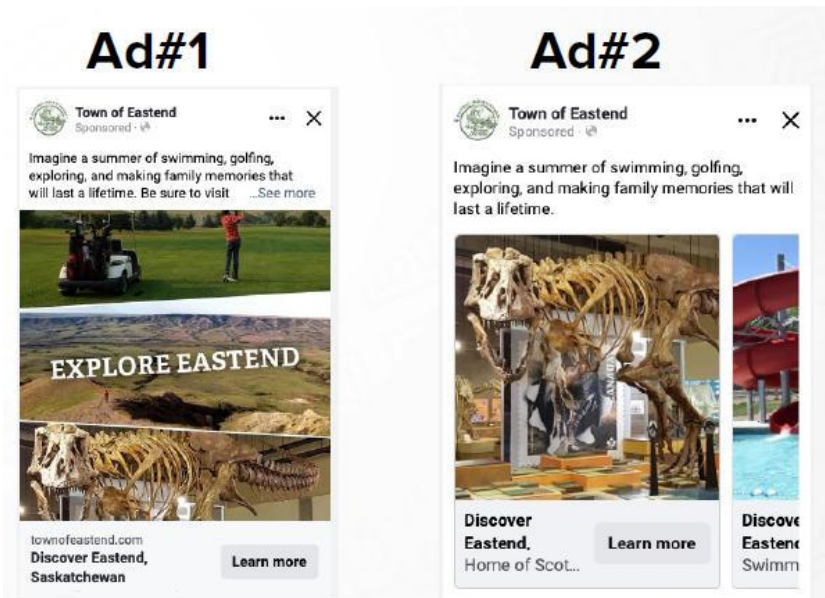 Ad#1
Town of Eastend
Sponsored ·
Imagine a summer of swimming, golfing,
exploring, and making family memories that
will last a lifetime. Be sure to visit ...See more
EXPLORE EASTEND
townofeastend.com
Discover Eastend,
Saskatchewan
Learn more
Ad#2
Town of Eastend
Sponsored ·
Imagine a summer of swimming, golfing,
exploring, and making family memories that will
last a lifetime.
CANADA
Discover
Eastend,
Home of Scot...
Learn more
Discove
Eastend
Swimm